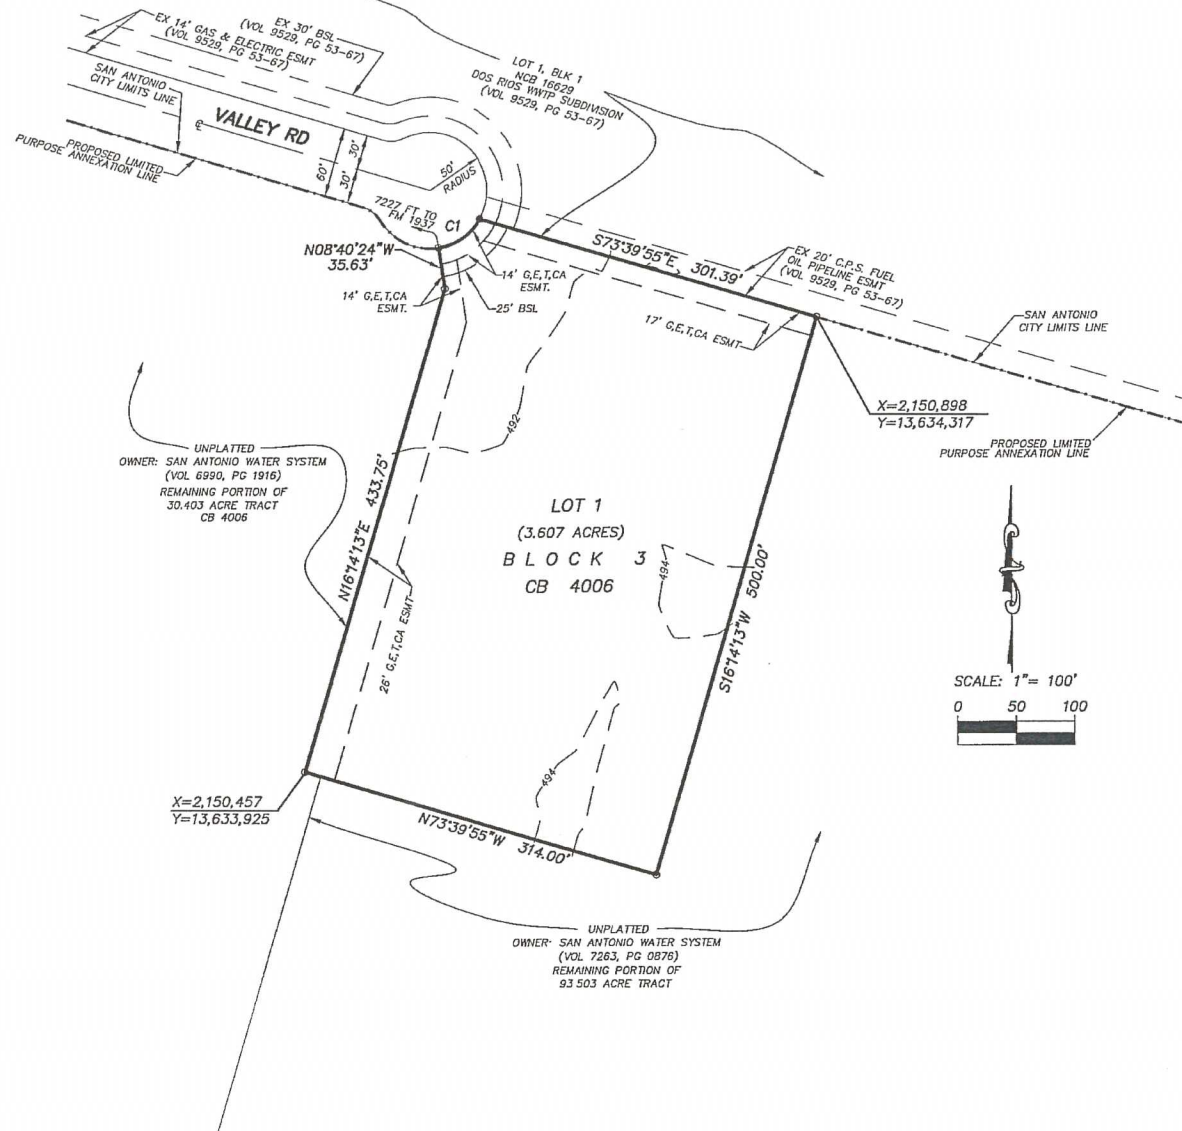 EX 14' GAS & ELECTRIC ESMT
(VOL 9529, PG 53-67)
EX 30' BSL
(VOL 9529, PG 53-67)
SAN ANTONIO
CITY LIMITS LINE
VALLEY RD
PROPOSED LIMITED
PURPOSE ANNEXATION LINE
60'
30'
30'
50'
RADIUS
7227 FT TO
FM 1937
C1
LOT 1, BLK 1
NCB 16629
DOS RIOS WWTP SUBDIVISION
(VOL 9529, PG 53-67)
N08°40'24"W
35.63'
14' G,E,T,CA
ESMT.
14' G,E,T,CA
ESMT.
25' BSL
S73°39'55"E 301.39'
EX 20' C.P.S. FUEL
OIL PIPELINE ESMT
(VOL 9529, PG 53-67)
17' G,E,T,CA ESMT
SAN ANTONIO
CITY LIMITS LINE
X=2,150,898
Y=13,634,317
PROPOSED LIMITED
PURPOSE ANNEXATION LINE
492
UNPLATTED
OWNER: SAN ANTONIO WATER SYSTEM
(VOL 6990, PG 1916)
REMAINING PORTION OF
30.403 ACRE TRACT
CB 4006
N16°14'13"E 433.75'
LOT 1
(3.607 ACRES)
BLOCK 3
CB 4006
494
S16°14'13"W 500.00'
26' G,E,T,CA ESMT
SCALE: 1"= 100'
0 50 100
494
X=2,150,457
Y=13,633,925
N73°39'55"W 314.00'
UNPLATTED
OWNER: SAN ANTONIO WATER SYSTEM
(VOL 7263, PG 0876)
REMAINING PORTION OF
93 503 ACRE TRACT